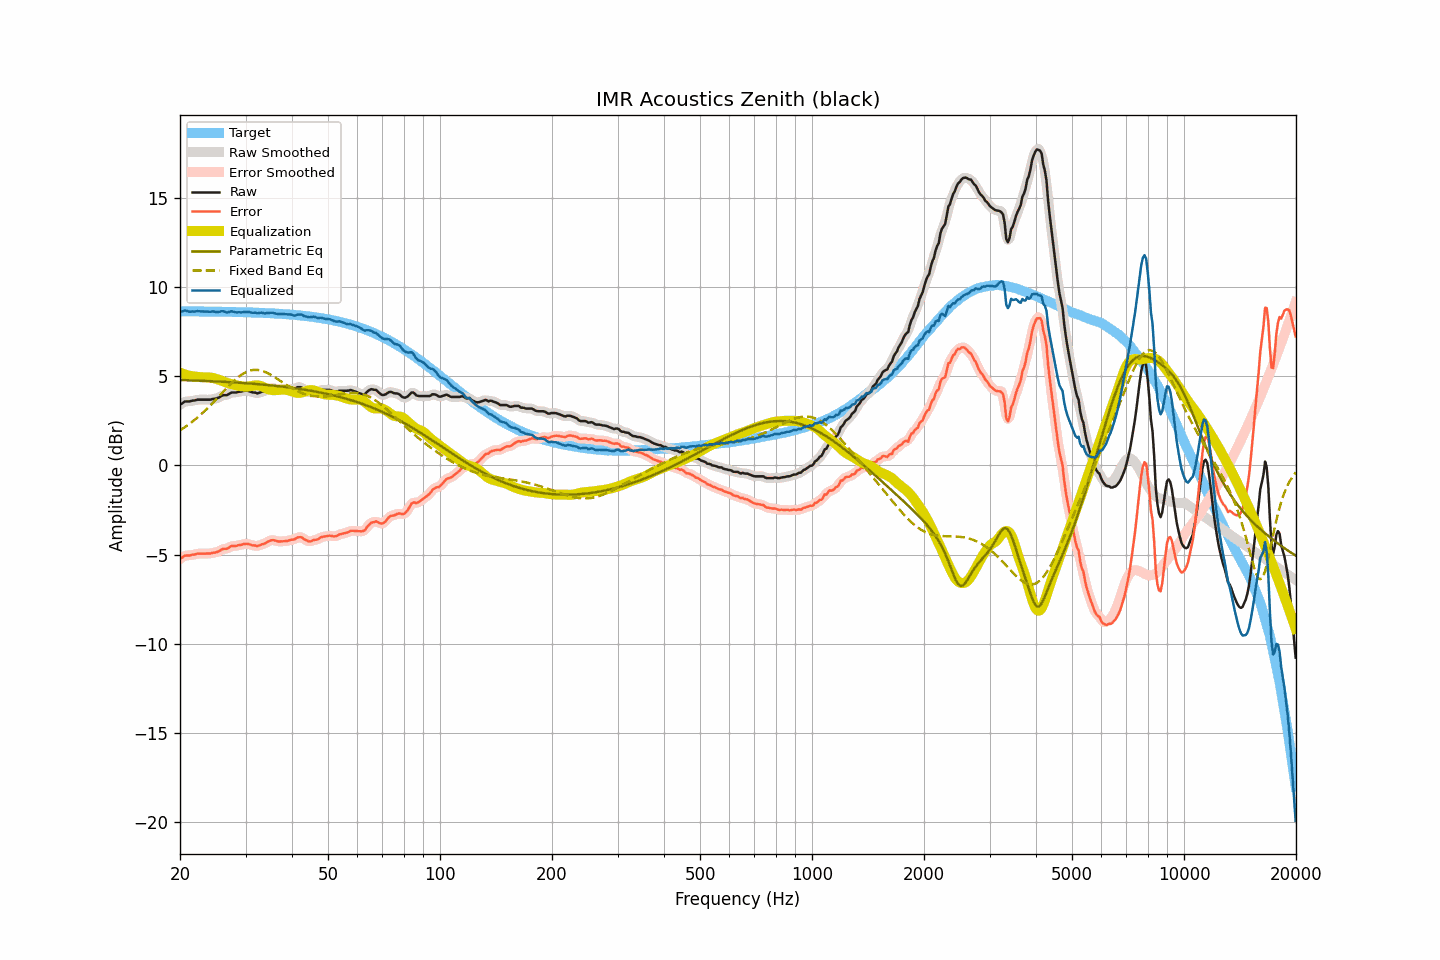 IMR Acoustics Zenith (black)
Target
Raw Smoothed
Error Smoothed
Raw
Error
Equalization
Parametric Eq
Fixed Band Eq
Equalized
Amplitude (dBr)
15
10
5
0
−5
−10
−15
−20
20 50 100 200 500 1000 2000 5000 10000 20000
Frequency (Hz)